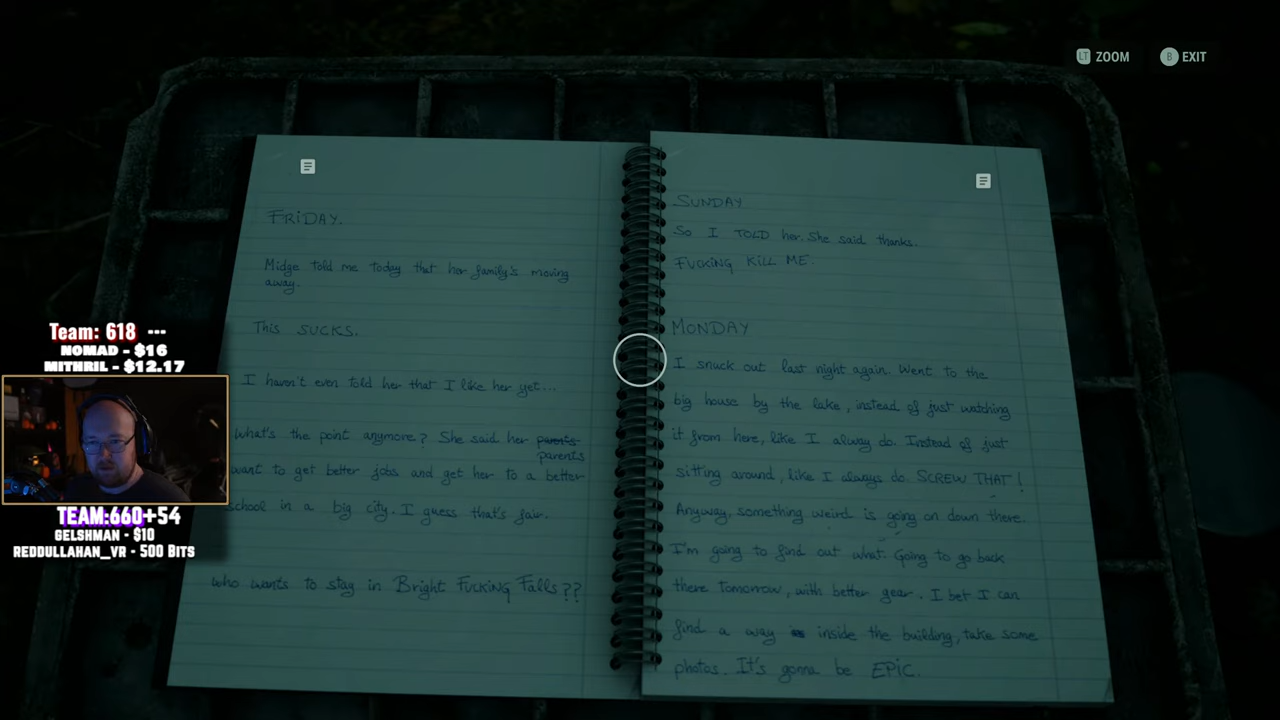 LT ZOOM
B EXIT
FRIDAY.
Midge told me today that her family's moving
away.
This SUCKS.
I haven't even told her that I like her yet...
What's the point anymore? She said her parents
parents
want to get better jobs and get her to a better
school in a big city. I guess that's fair.
who wants to stay in Bright FUCKING Falls??
SUNDAY
So I TOLD her. She said thanks.
FUCKING KILL ME.
MONDAY
I snuck out last night again. Went to the
big house by the lake, instead of just watching
it from here, like I alway do. Instead of just
sitting around, like I always do. SCREW THAT!
Anyway, something weird is going on down there.
I'm going to find out what. Going to go back
there tomorrow, with better gear. I bet I can
find a way inside the building, take some
photos. It's gonna be EPIC.
Team: 618 ---
NOMAD - $16
MITHRIL - $12.17
TEAM:660+54
GELSHMAN - $10
REDDULLAHAN_VR - 500 Bits